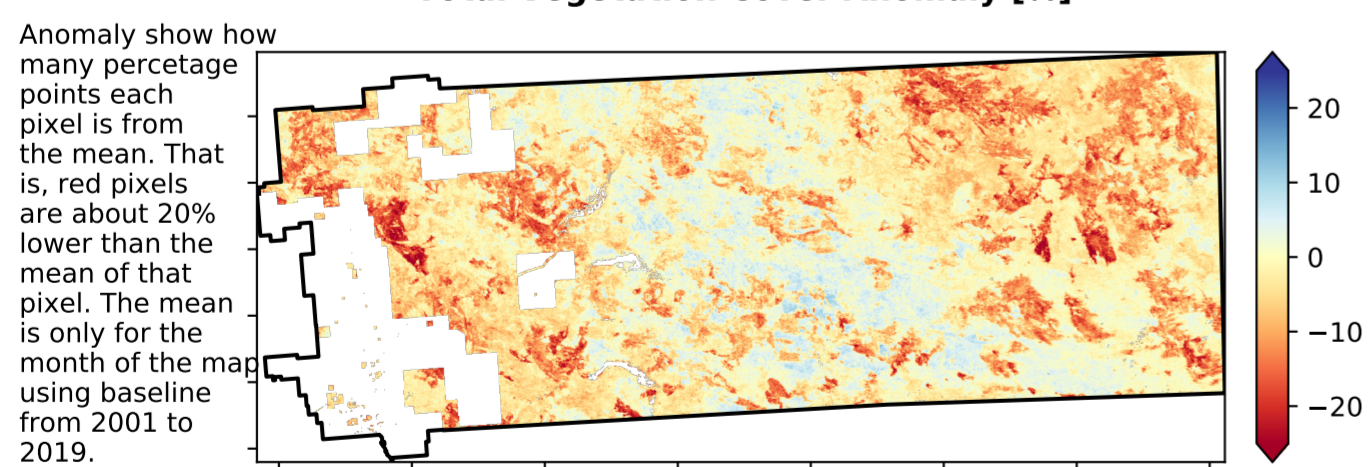 Anomaly show how
many percetage
points each
pixel is from
the mean. That
is, red pixels
are about 20%
lower than the
mean of that
pixel. The mean
is only for the
month of the map
using baseline
from 2001 to
2019.
20
10
0
−10
−20